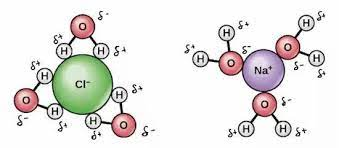 δ- O δ- δ+
δ+ δ+ H δ+
H H O H
δ+ δ- δ-
H δ+ H O H
Cl⁻ Na⁺ δ+
O H δ+ H δ-
δ- H O O
δ+ δ- δ+ H H δ+